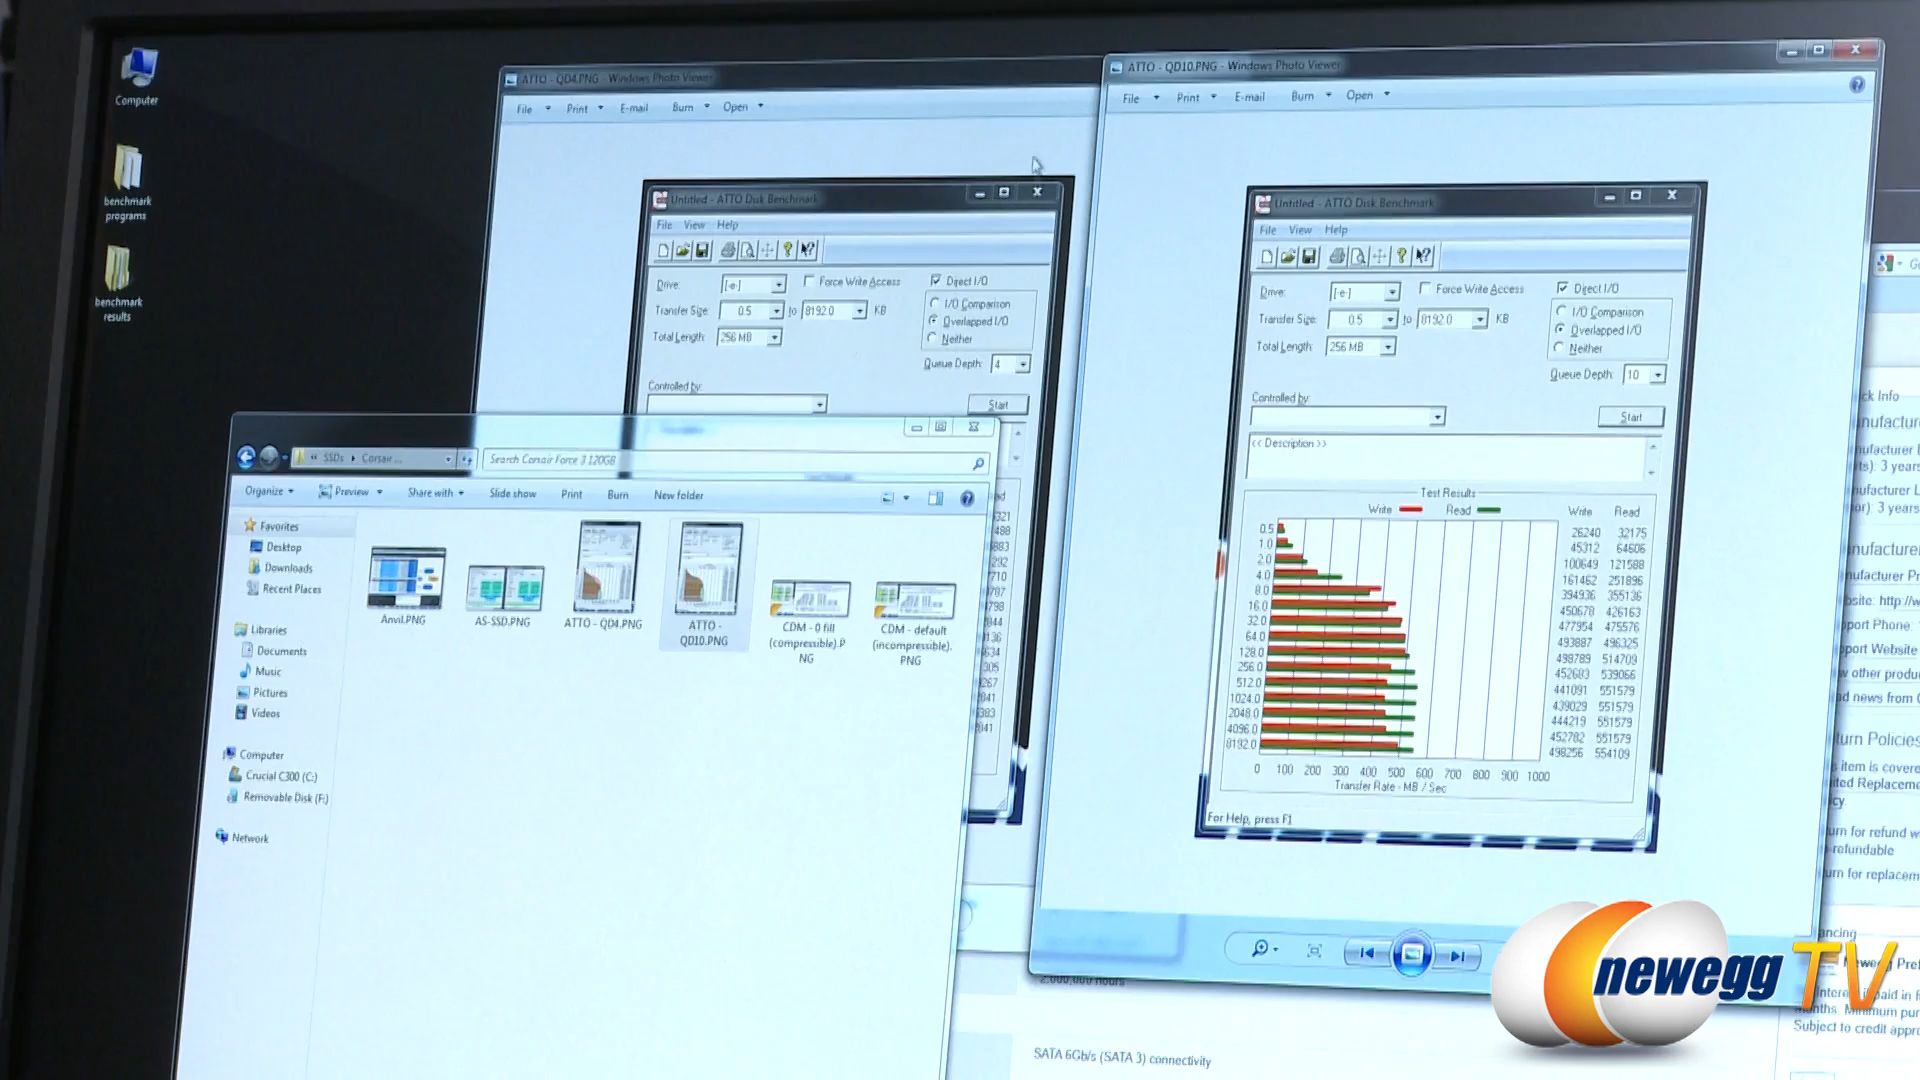 Computer
benchmark
programs
benchmark
results
ATTO - QD4.PNG - Windows Photo Viewer
File Print E-mail Burn Open
Untitled - ATTO Disk Benchmark
File View Help
Drive: [-e-] Force Write Access Direct I/O
Transfer Size: 0.5 to 8192.0 KB I/O Comparison
Overlapped I/O
Total Length: 256 MB Neither
Queue Depth: 4
Controlled by:
Start
ATTO - QD10.PNG - Windows Photo Viewer
File Print E-mail Burn Open
Untitled - ATTO Disk Benchmark
File View Help
Drive: [-e-] Force Write Access Direct I/O
Transfer Size: 0.5 to 8192.0 KB I/O Comparison
Overlapped I/O
Total Length: 256 MB Neither
Queue Depth: 10
Controlled by:
Start
<< Description >>
Test Results
Write Read Write Read
0.5 26240 32175
1.0 45312 64606
2.0 100649 121588
4.0 161462 251896
8.0 394936 355136
16.0 450678 426163
32.0 477954 475576
64.0 493887 496325
128.0 498789 514709
256.0 452683 539066
512.0 441091 551579
1024.0 439029 551579
2048.0 444219 551579
4096.0 452782 551579
8192.0 498256 554109
0 100 200 300 400 500 600 700 800 900 1000
Transfer Rate - MB / Sec
For Help, press F1
SSDs Corsair ...
Search Corsair Force 3 120GB
Organize Preview Share with Slide show Print Burn New folder
Favorites
Desktop
Downloads
Recent Places
Libraries
Documents
Music
Pictures
Videos
Computer
Crucial C300 (C:)
Removable Disk (F:)
Network
Anvil.PNG
AS-SSD.PNG
ATTO - QD4.PNG
ATTO -
QD10.PNG
CDM - 0 fill
(compressible).P
NG
CDM - default
(incompressible).
PNG
2,000,000 hours
SATA 6Gb/s (SATA 3) connectivity
newegg TV